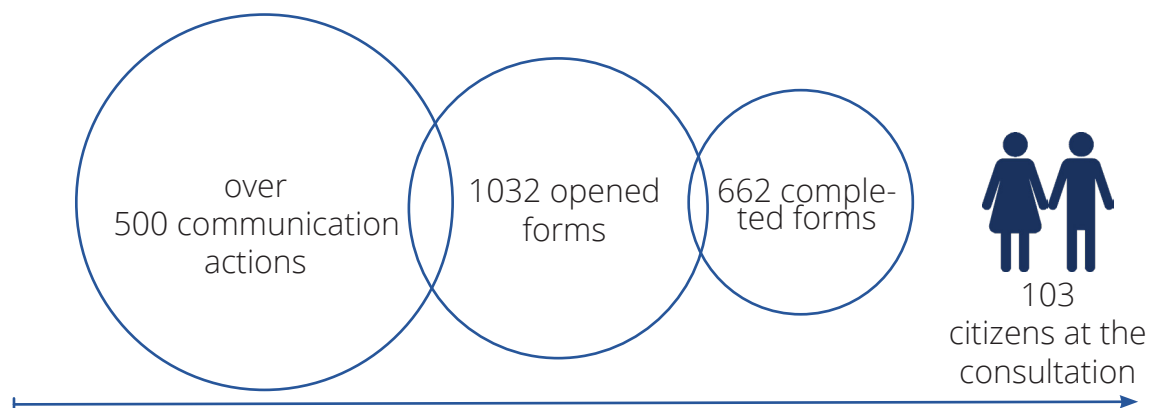 over
500 communication
actions
1032 opened
forms
662 comple-
ted forms
103
citizens at the
consultation